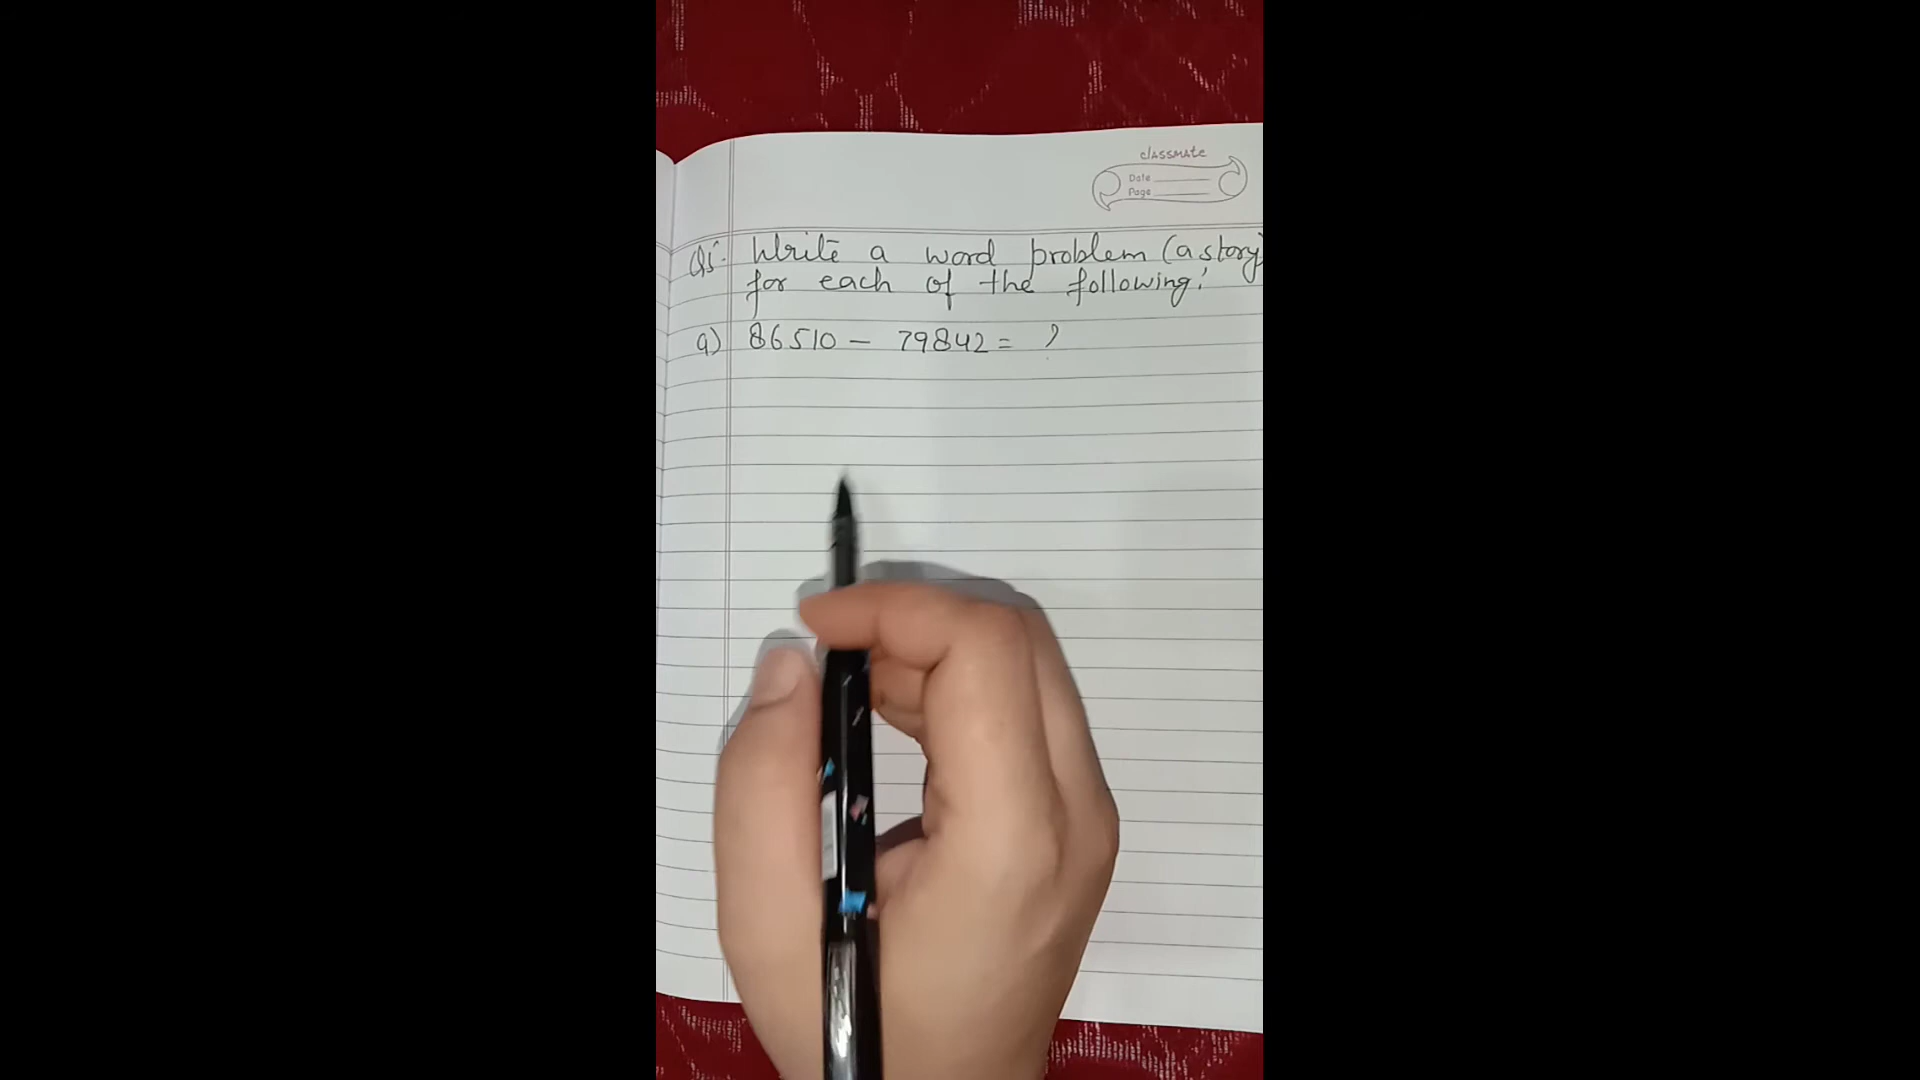 classmate
Date
Page
Q5. Write a word problem (a story)
for each of the following:
a) 86510 - 79842 = ?